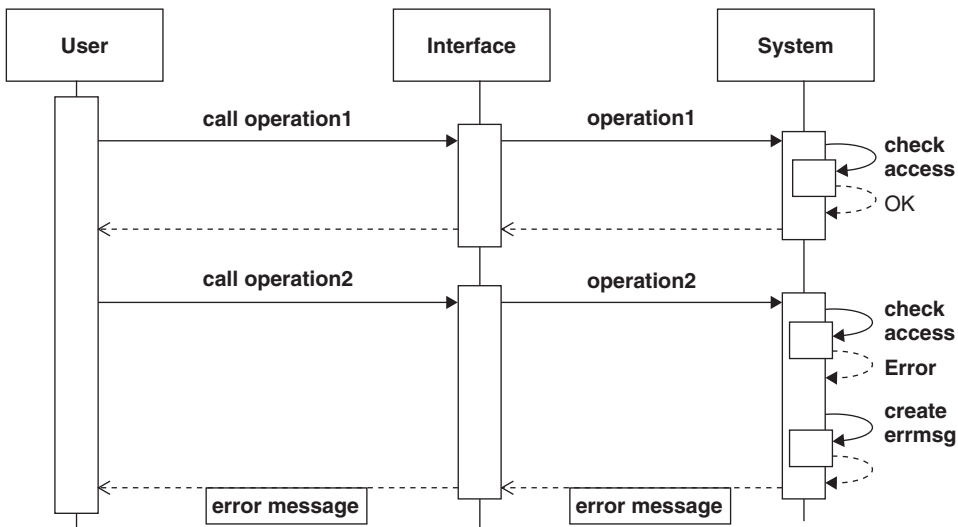 User
Interface
System
call operation1
operation1
check
access
OK
call operation2
operation2
check
access
Error
create
errmsg
error message
error message